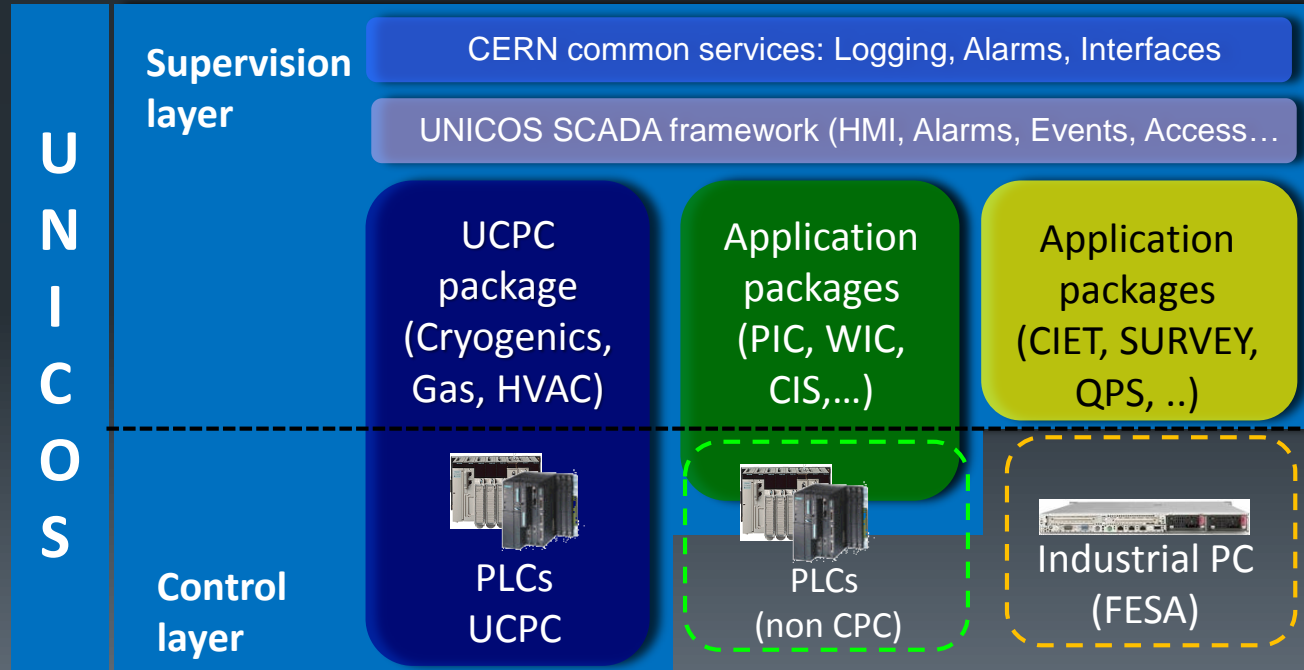 UNICOS
Supervision
layer
CERN common services: Logging, Alarms, Interfaces
UNICOS SCADA framework (HMI, Alarms, Events, Access…
UCPC
package
(Cryogenics,
Gas, HVAC)
Application
packages
(PIC, WIC,
CIS,…)
Application
packages
(CIET, SURVEY,
QPS, ..)
Control
layer
PLCs
UCPC
PLCs
(non CPC)
Industrial PC
(FESA)